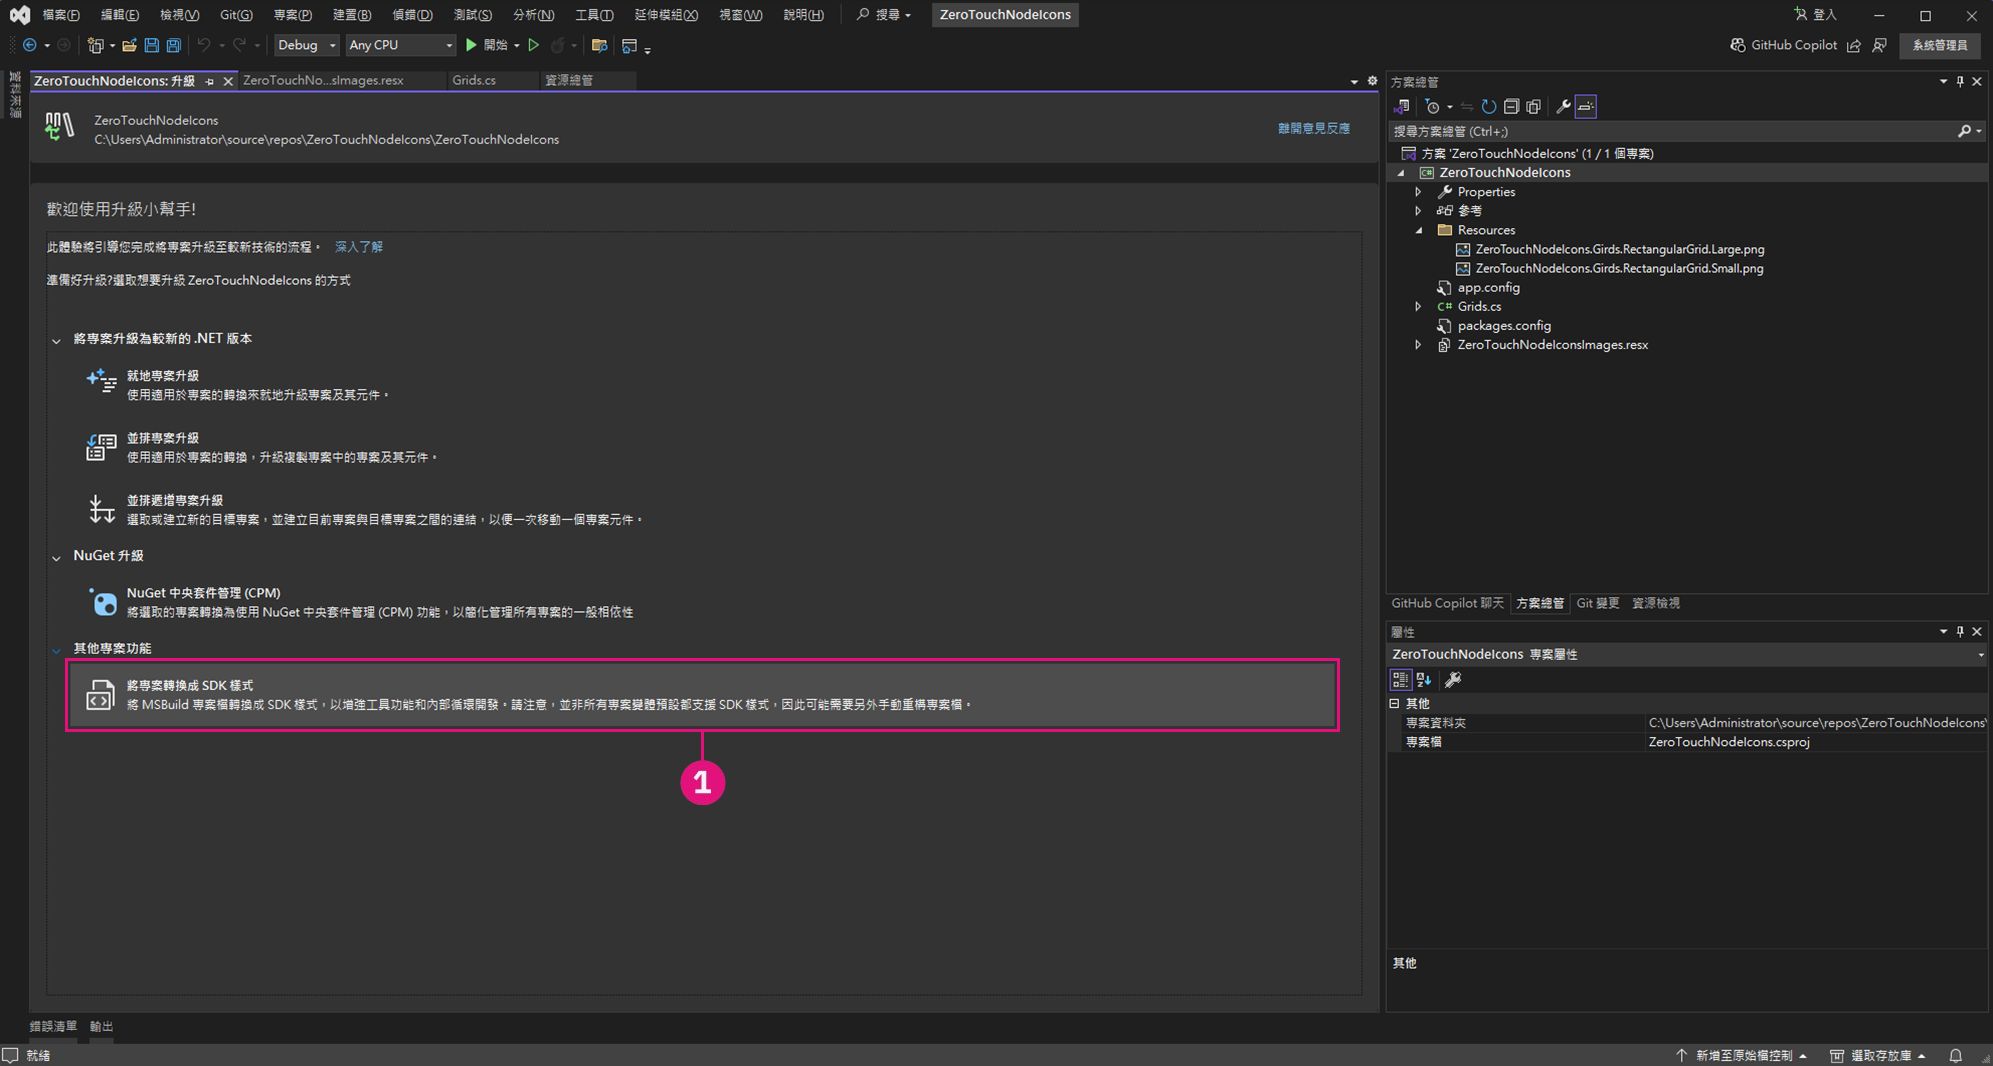 檔案(F) 編輯(E) 檢視(V) Git(G) 專案(P) 建置(B) 偵錯(D) 測試(S) 分析(N) 工具(T) 延伸模組(X) 視窗(W) 說明(H) 搜尋 ZeroTouchNodeIcons 登入
Debug Any CPU 開始 GitHub Copilot 系統管理員
資料來源
ZeroTouchNodeIcons: 升級 ZeroTouchNo...sImages.resx Grids.cs 資源總管
ZeroTouchNodeIcons
C:\Users\Administrator\source\repos\ZeroTouchNodeIcons\ZeroTouchNodeIcons
離開意見反應
歡迎使用升級小幫手!
此體驗將引導您完成將專案升級至較新技術的流程。 深入了解
準備好升級?選取想要升級 ZeroTouchNodeIcons 的方式
將專案升級為較新的 .NET 版本
就地專案升級
使用適用於專案的轉換來就地升級專案及其元件。
並排專案升級
使用適用於專案的轉換，升級複製專案中的專案及其元件。
並排遞增專案升級
選取或建立新的目標專案，並建立目前專案與目標專案之間的連結，以便一次移動一個專案元件。
NuGet 升級
NuGet 中央套件管理 (CPM)
將選取的專案轉換為使用 NuGet 中央套件管理 (CPM) 功能，以簡化管理所有專案的一般相依性
其他專案功能
將專案轉換成 SDK 樣式
將 MSBuild 專案檔轉換成 SDK 樣式，以增強工具功能和內部循環開發。請注意，並非所有專案變體預設都支援 SDK 樣式，因此可能需要另外手動重構專案檔。
1
方案總管
搜尋方案總管 (Ctrl+;)
方案 'ZeroTouchNodeIcons' (1 / 1 個專案)
ZeroTouchNodeIcons
Properties
參考
Resources
ZeroTouchNodeIcons.Girds.RectangularGrid.Large.png
ZeroTouchNodeIcons.Girds.RectangularGrid.Small.png
app.config
C# Grids.cs
packages.config
ZeroTouchNodeIconsImages.resx
GitHub Copilot 聊天 方案總管 Git 變更 資源檢視
屬性
ZeroTouchNodeIcons 專案屬性
其他
專案資料夾 C:\Users\Administrator\source\repos\ZeroTouchNodeIcons\
專案檔 ZeroTouchNodeIcons.csproj
其他
錯誤清單 輸出
就緒 新增至原始檔控制 選取存放庫